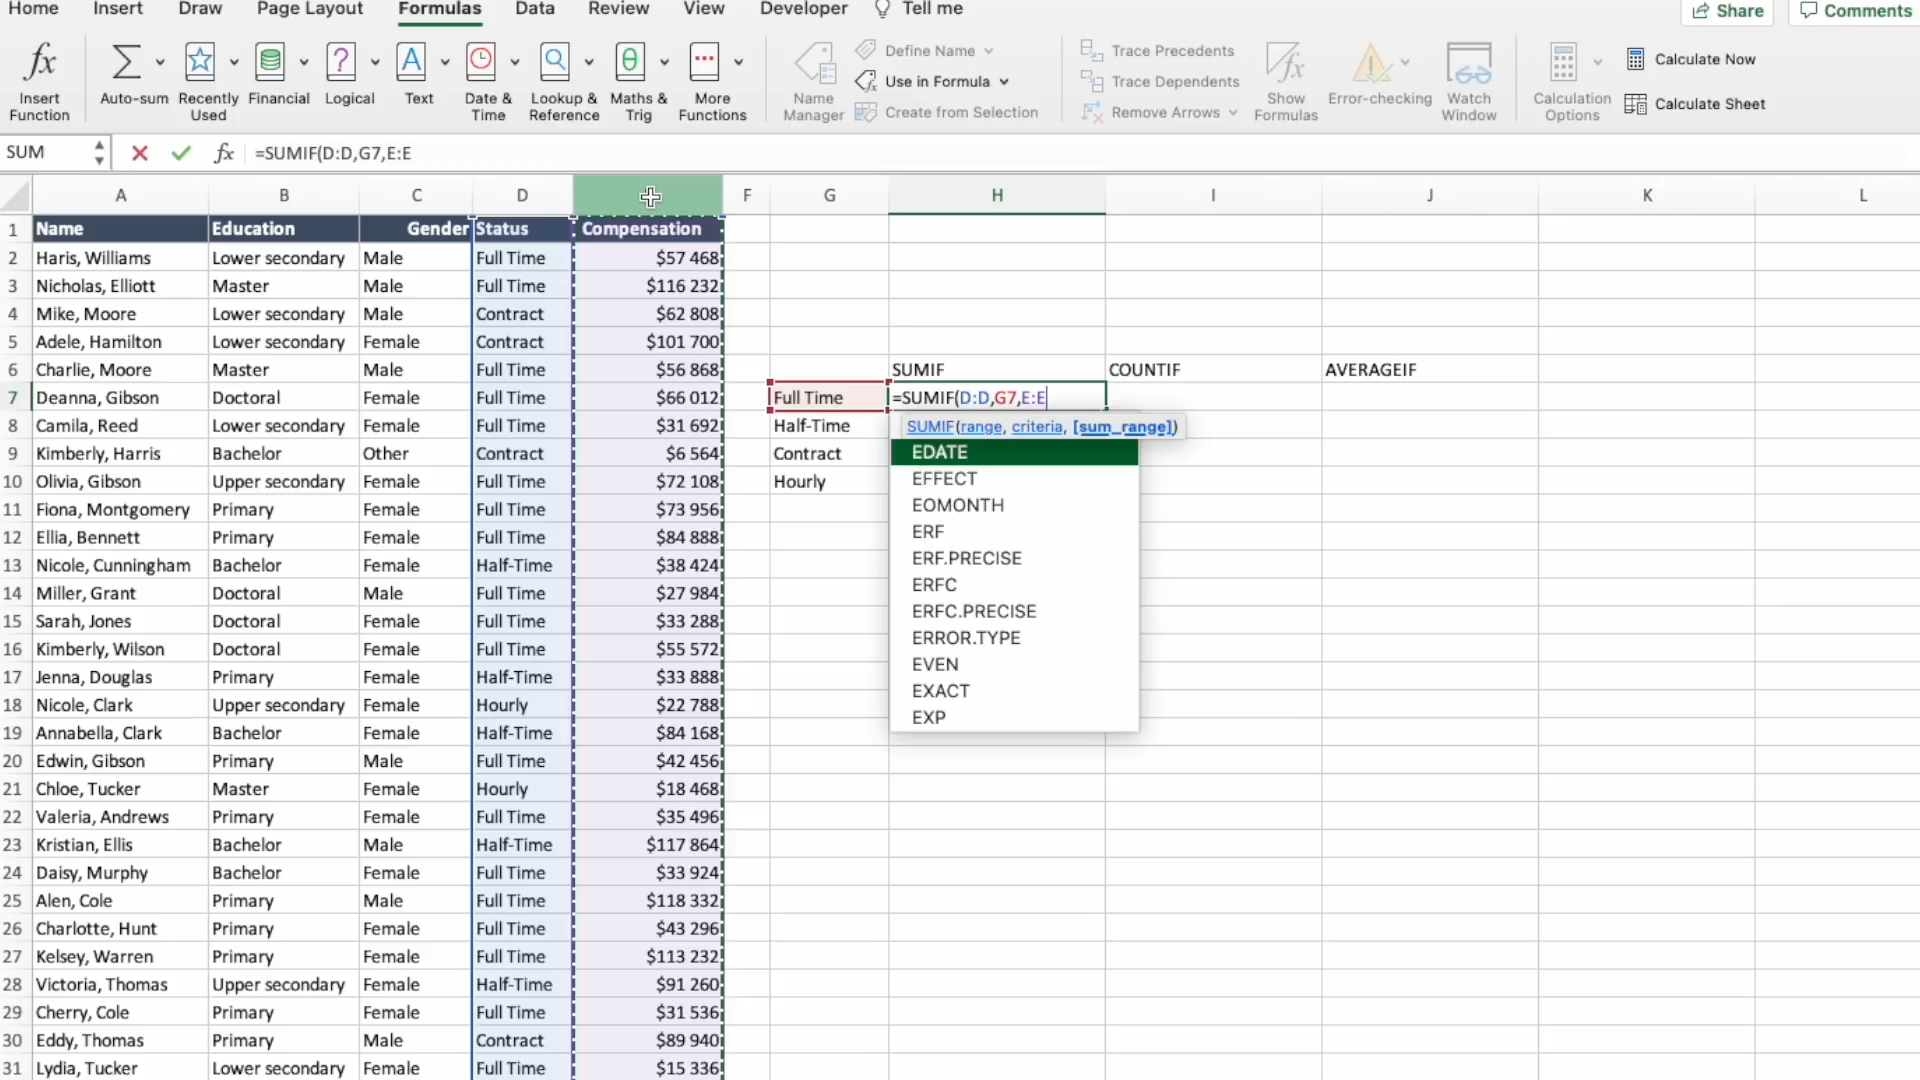 Home Insert Draw Page Layout Formulas Data Review View Developer Tell me Share Comments
fx Insert Function
Auto-sum
Recently Used
Financial
Logical
A Text
Date & Time
Lookup & Reference
θ Maths & Trig
More Functions
Name Manager
Define Name
Use in Formula
Create from Selection
Trace Precedents
Trace Dependents
Remove Arrows
fx Show Formulas
Error-checking
Watch Window
Calculation Options
Calculate Now
Calculate Sheet
SUM fx =SUMIF(D:D,G7,E:E
A B C D F G H I J K L
1 Name Education Gender Status Compensation
2 Haris, Williams Lower secondary Male Full Time $57 468
3 Nicholas, Elliott Master Male Full Time $116 232
4 Mike, Moore Lower secondary Male Contract $62 808
5 Adele, Hamilton Lower secondary Female Contract $101 700
6 Charlie, Moore Master Male Full Time $56 868 SUMIF COUNTIF AVERAGEIF
7 Deanna, Gibson Doctoral Female Full Time $66 012 Full Time =SUMIF(D:D,G7,E:E
8 Camila, Reed Lower secondary Female Full Time $31 692 Half-Time SUMIF(range, criteria, [sum_range])
9 Kimberly, Harris Bachelor Other Contract $6 564 Contract EDATE
10 Olivia, Gibson Upper secondary Female Full Time $72 108 Hourly EFFECT
11 Fiona, Montgomery Primary Female Full Time $73 956 EOMONTH
12 Ellia, Bennett Primary Female Full Time $84 888 ERF
13 Nicole, Cunningham Bachelor Female Half-Time $38 424 ERF.PRECISE
14 Miller, Grant Doctoral Male Full Time $27 984 ERFC
15 Sarah, Jones Doctoral Female Full Time $33 288 ERFC.PRECISE
16 Kimberly, Wilson Doctoral Female Full Time $55 572 ERROR.TYPE
17 Jenna, Douglas Primary Female Half-Time $33 888 EVEN
18 Nicole, Clark Upper secondary Female Hourly $22 788 EXACT
19 Annabella, Clark Bachelor Female Half-Time $84 168 EXP
20 Edwin, Gibson Primary Male Full Time $42 456
21 Chloe, Tucker Master Female Hourly $18 468
22 Valeria, Andrews Primary Female Full Time $35 496
23 Kristian, Ellis Bachelor Male Half-Time $117 864
24 Daisy, Murphy Bachelor Female Full Time $33 924
25 Alen, Cole Primary Male Full Time $118 332
26 Charlotte, Hunt Primary Female Full Time $43 296
27 Kelsey, Warren Primary Female Full Time $113 232
28 Victoria, Thomas Upper secondary Female Half-Time $91 260
29 Cherry, Cole Primary Female Full Time $31 536
30 Eddy, Thomas Primary Male Contract $89 940
31 Lydia, Tucker Lower secondary Female Full Time $15 336